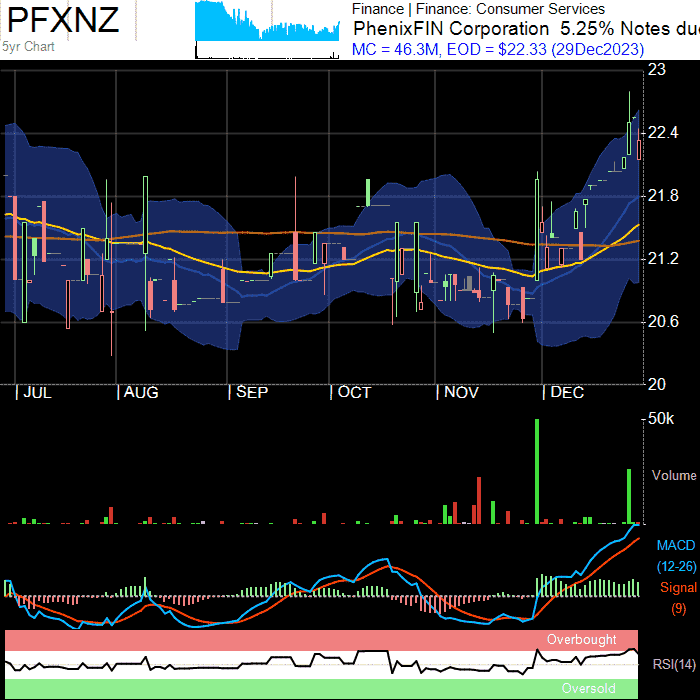 PFXNZ
5yr Chart
Finance | Finance: Consumer Services
PhenixFIN Corporation 5.25% Notes du
MC = 46.3M, EOD = $22.33 (29Dec2023)
23
22.4
21.8
21.2
20.6
20
JUL AUG SEP OCT NOV DEC
50k
Volume
MACD
(12-26)
Signal
(9)
Overbought
RSI(14)
Oversold